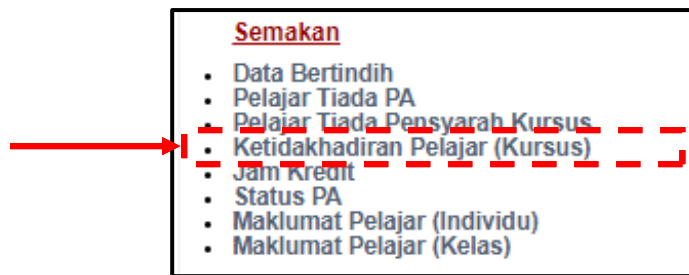 Semakan
• Data Bertindih
• Pelajar Tiada PA
• Pelajar Tiada Pensyarah Kursus
• Ketidakhadiran Pelajar (Kursus)
• Jam Kredit
• Status PA
• Maklumat Pelajar (Individu)
• Maklumat Pelajar (Kelas)